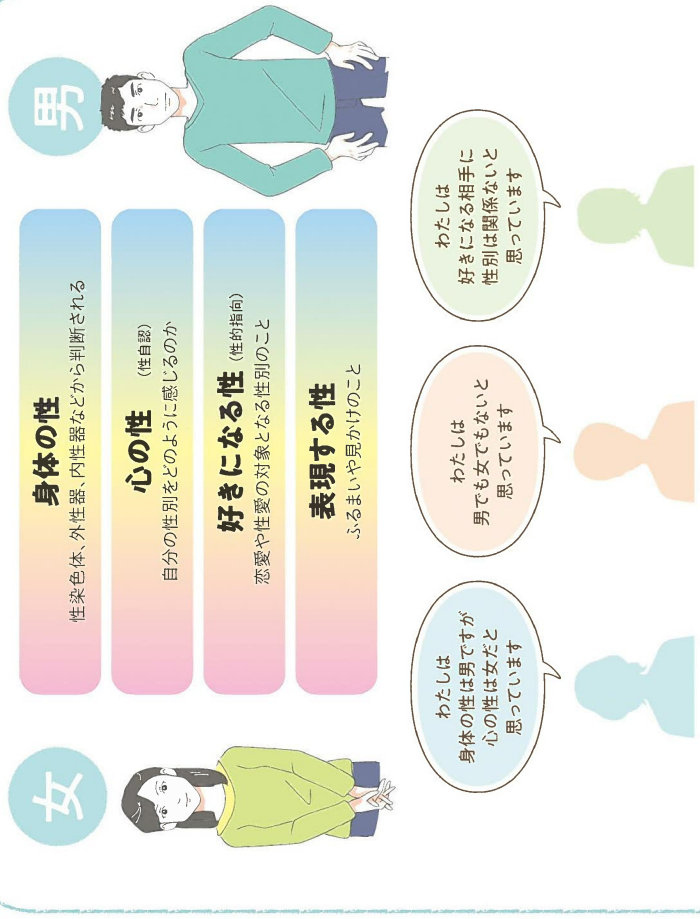 女
男
身体の性
性染色体、外性器、内性器などから判断される
心の性（性自認）
自分の性別をどのように感じるのか
好きになる性（性的指向）
恋愛や性愛の対象となる性別のこと
表現する性
ふるまいや見かけのこと
わたしは
身体の性は男ですが
心の性は女だと
思っています
わたしは
男でも女でもないと
思っています
わたしは
好きになる相手に
性別は関係ないと
思っています